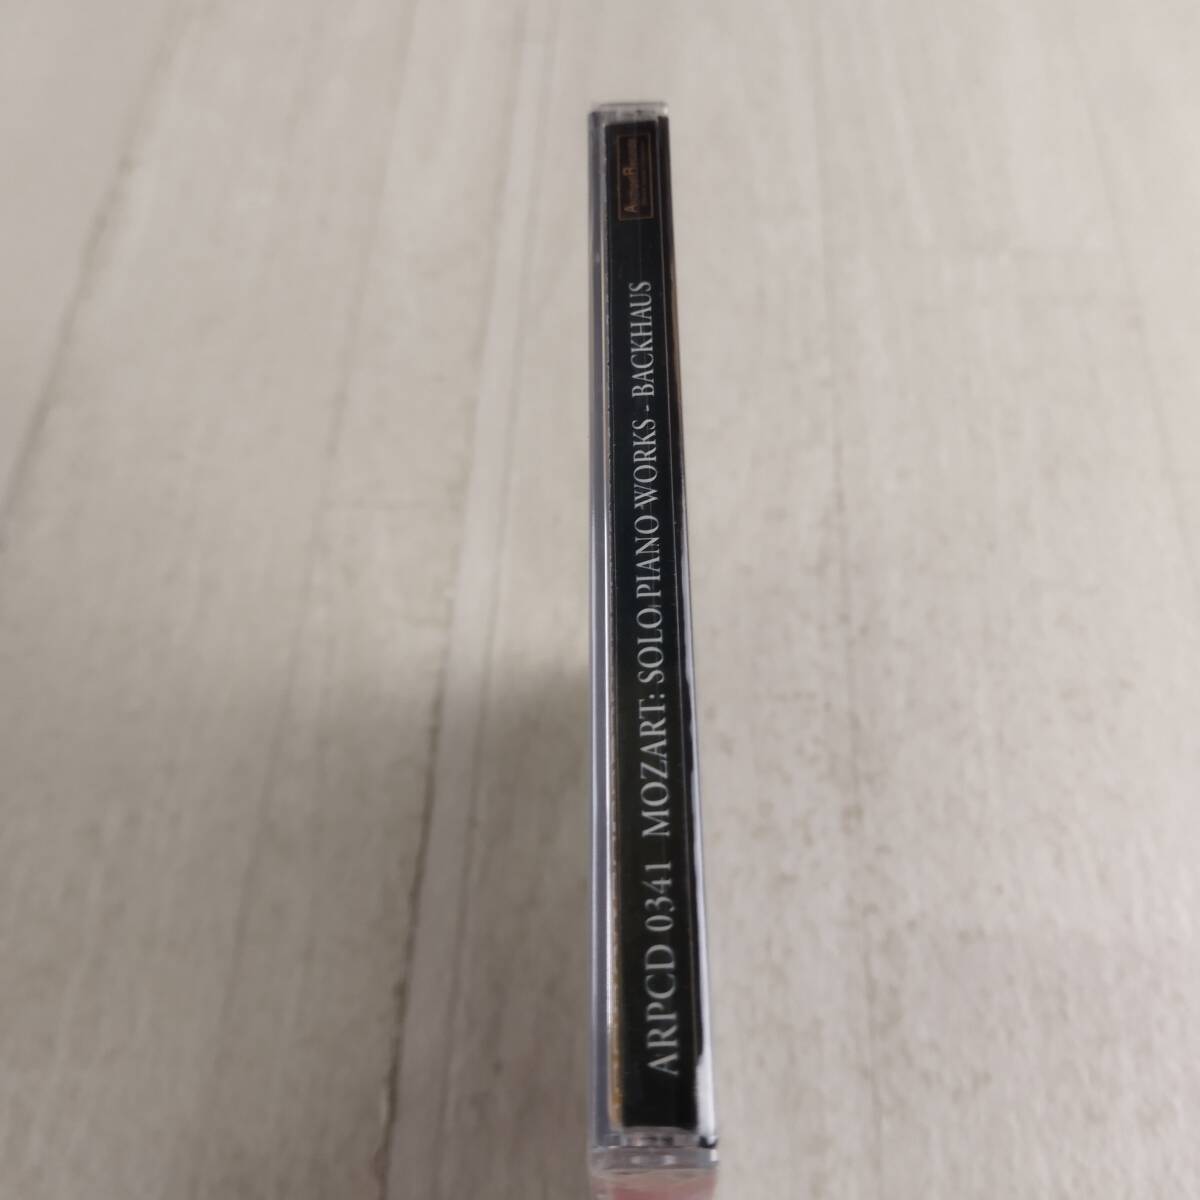 ARPCD 0341 MOZART: SOLO PIANO WORKS - BACKHAUS